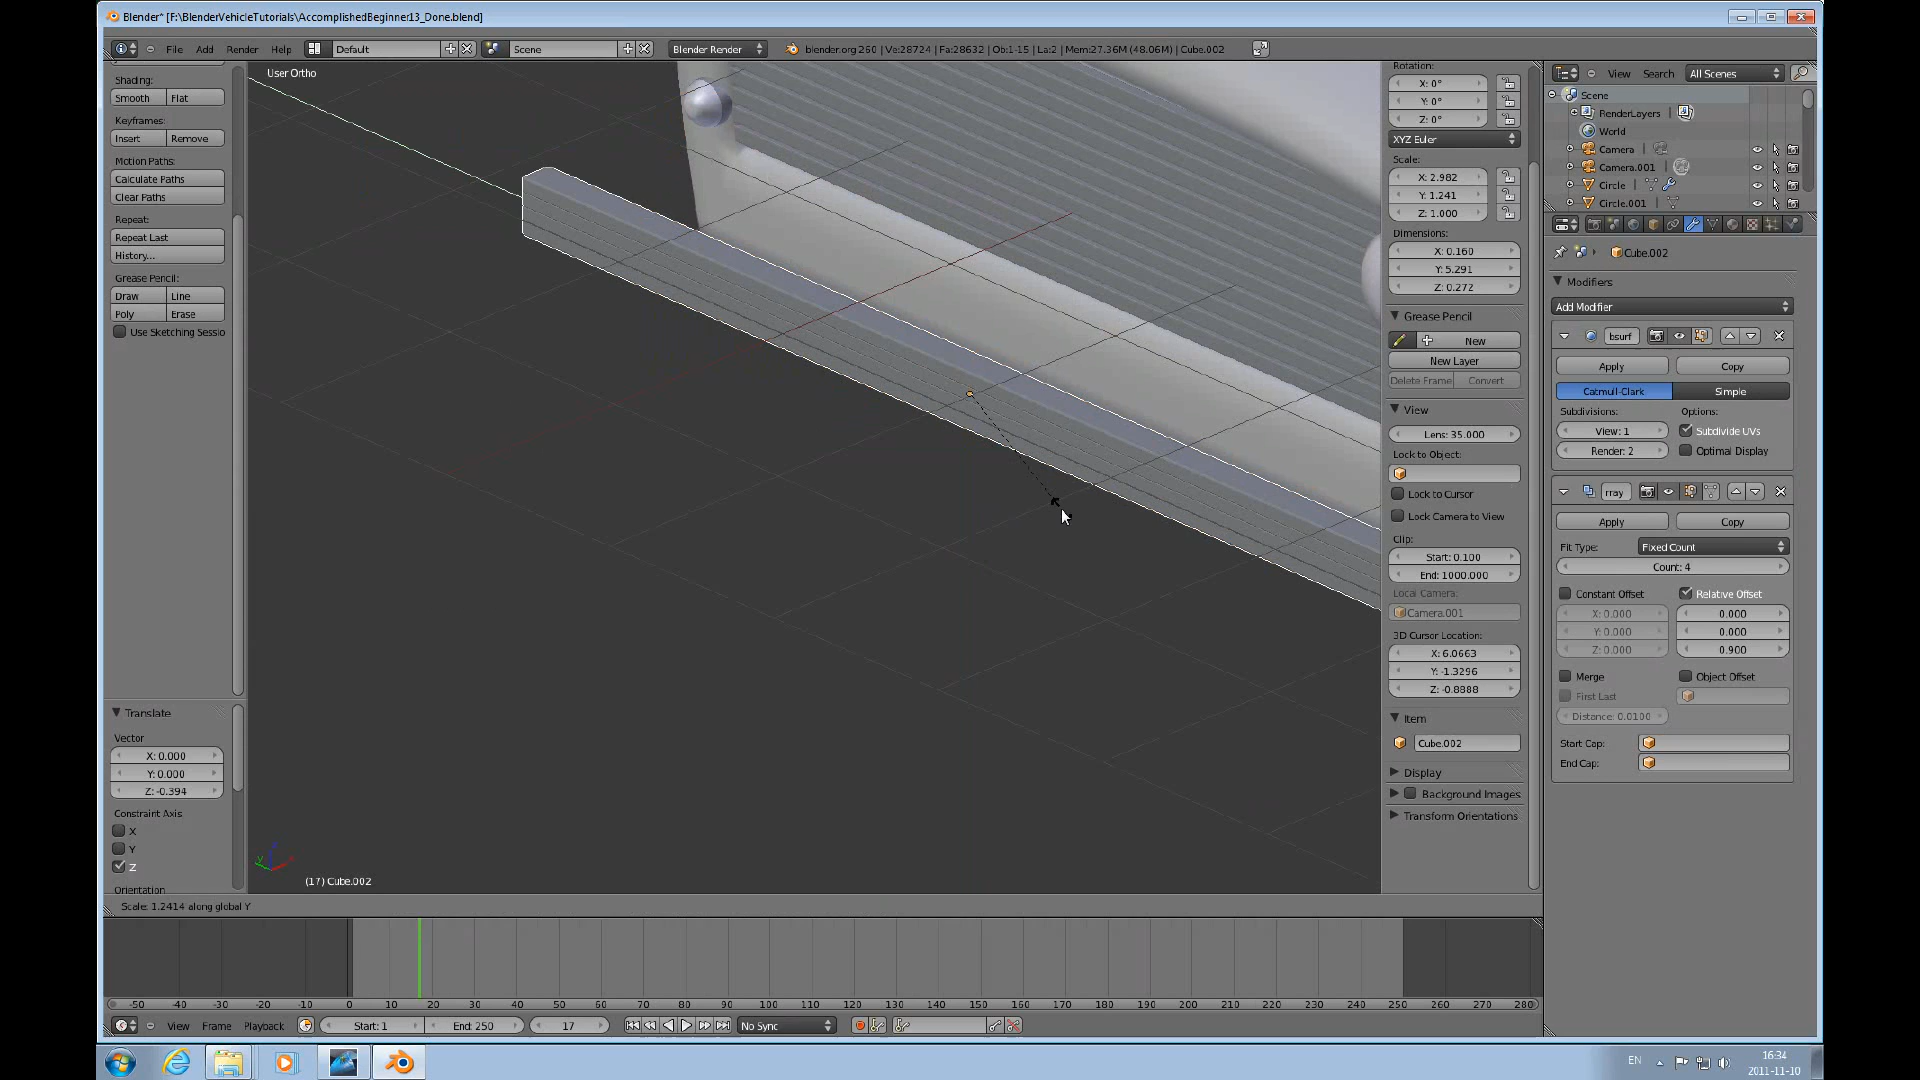 Blender* [F:\BlenderVehicleTutorials\AccomplishedBeginner13_Done.blend]
File Add Render Help Default Scene Blender Render blender.org 260 | Ve:28724 | Fa:28632 | Ob:1-15 | La:2 | Mem:27.36M (48.06M) | Cube.002
Shading:
Smooth Flat
Keyframes:
Insert Remove
Motion Paths:
Calculate Paths
Clear Paths
Repeat:
Repeat Last
History...
Grease Pencil:
Draw Line
Poly Erase
Use Sketching Sessio
Translate
Vector
X: 0.000
Y: 0.000
Z: -0.394
Constraint Axis
X
Y
Z
Orientation
User Ortho
(17) Cube.002
Scale: 1.2414 along global Y
Rotation:
X: 0°
Y: 0°
Z: 0°
XYZ Euler
Scale:
X: 2.982
Y: 1.241
Z: 1.000
Dimensions:
X: 0.160
Y: 5.291
Z: 0.272
Grease Pencil
New
New Layer
Delete Frame Convert
View
Lens: 35.000
Lock to Object:
Lock to Cursor
Lock Camera to View
Clip:
Start: 0.100
End: 1000.000
Local Camera:
Camera.001
3D Cursor Location:
X: 6.0663
Y: -1.3296
Z: -0.8888
Item
Cube.002
Display
Background Images
Transform Orientations
View Search All Scenes
Scene
RenderLayers
World
Camera
Camera.001
Circle
Circle.001
Cube.002
Modifiers
Add Modifier
bsurf
Apply Copy
Catmull-Clark Simple
Subdivisions: Options:
View: 1 Subdivide UVs
Render: 2 Optimal Display
rray
Apply Copy
Fit Type: Fixed Count
Count: 4
Constant Offset Relative Offset
X: 0.000 0.000
Y: 0.000 0.000
Z: 0.000 0.900
Merge Object Offset
First Last
Distance: 0.0100
Start Cap:
End Cap:
-50 -40 -30 -20 -10 0 10 20 30 40 50 60 70 80 90 100 110 120 130 140 150 160 170 180 190 200 210 220 230 240 250 260 270 280
View Frame Playback Start: 1 End: 250 17 No Sync
EN 16:34
2011-11-10